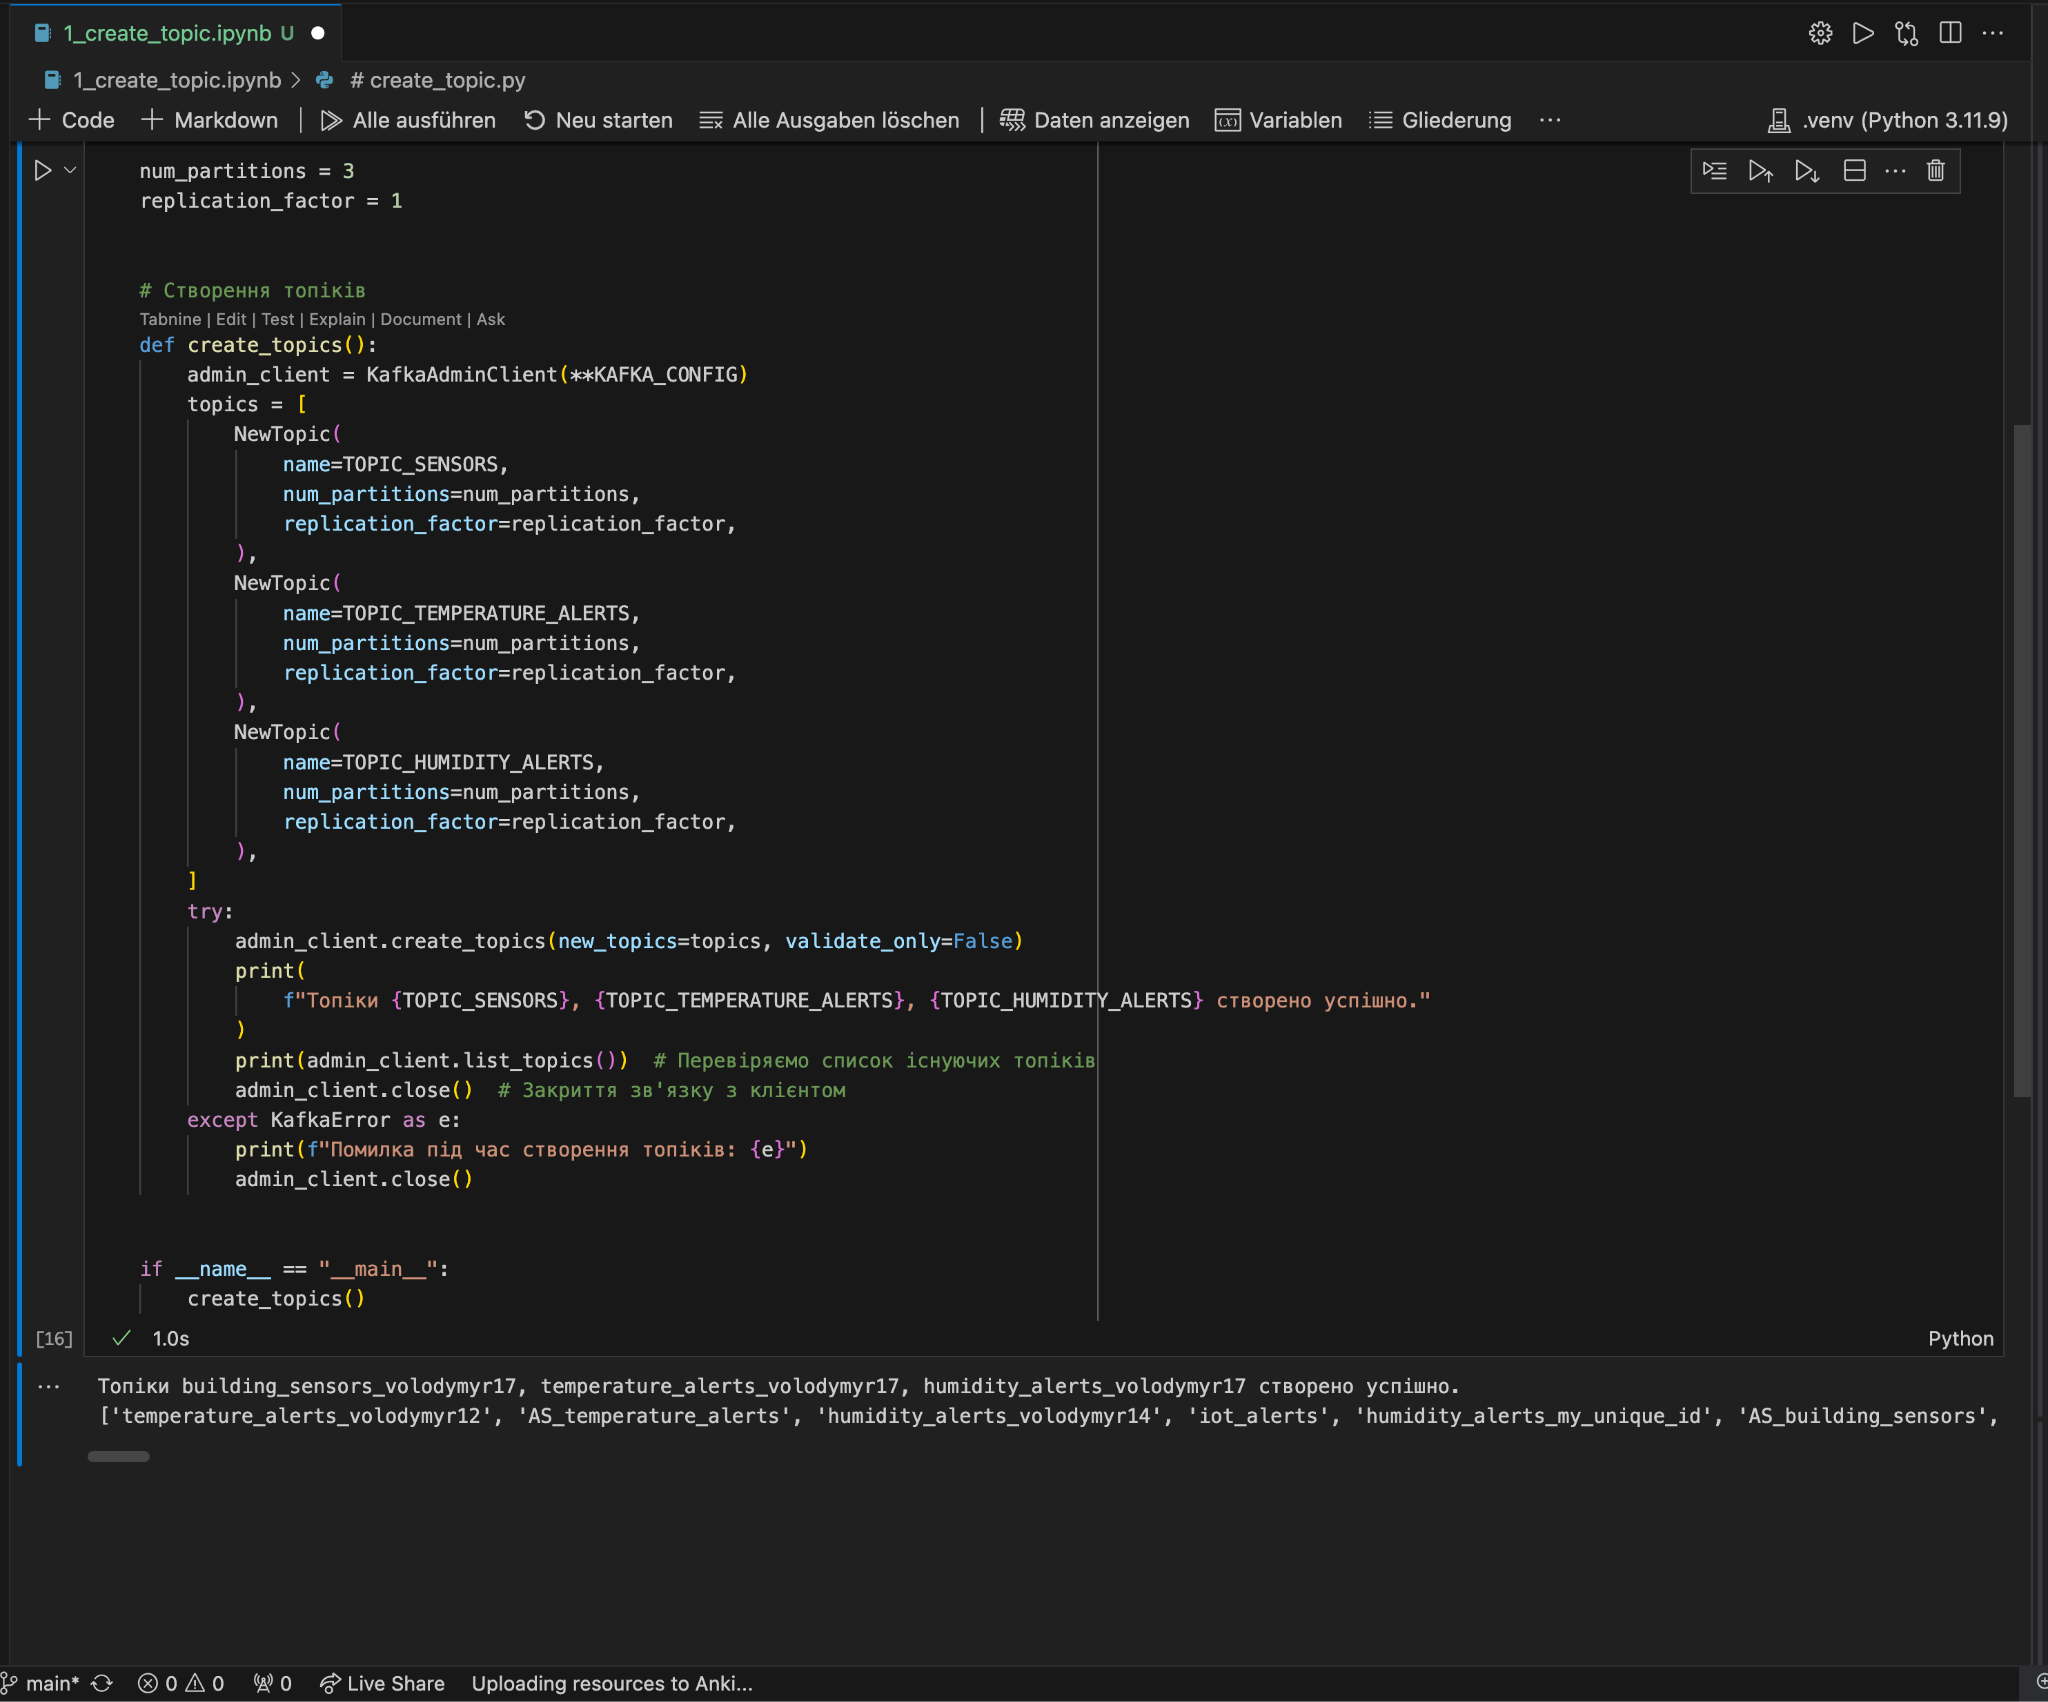 1_create_topic.ipynb U
1_create_topic.ipynb > # create_topic.py
+ Code + Markdown | Alle ausführen Neu starten Alle Ausgaben löschen | Daten anzeigen Variablen Gliederung ... .venv (Python 3.11.9)
num_partitions = 3
replication_factor = 1
# Створення топіків
Tabnine | Edit | Test | Explain | Document | Ask
def create_topics():
    admin_client = KafkaAdminClient(**KAFKA_CONFIG)
    topics = [
        NewTopic(
            name=TOPIC_SENSORS,
            num_partitions=num_partitions,
            replication_factor=replication_factor,
        ),
        NewTopic(
            name=TOPIC_TEMPERATURE_ALERTS,
            num_partitions=num_partitions,
            replication_factor=replication_factor,
        ),
        NewTopic(
            name=TOPIC_HUMIDITY_ALERTS,
            num_partitions=num_partitions,
            replication_factor=replication_factor,
        ),
    ]
    try:
        admin_client.create_topics(new_topics=topics, validate_only=False)
        print(
            f"Топіки {TOPIC_SENSORS}, {TOPIC_TEMPERATURE_ALERTS}, {TOPIC_HUMIDITY_ALERTS} створено успішно."
        )
        print(admin_client.list_topics())  # Перевіряємо список існуючих топіків
        admin_client.close()  # Закриття зв'язку з клієнтом
    except KafkaError as e:
        print(f"Помилка під час створення топіків: {e}")
        admin_client.close()
if __name__ == "__main__":
    create_topics()
[16] ✓ 1.0s Python
... Топіки building_sensors_volodymyr17, temperature_alerts_volodymyr17, humidity_alerts_volodymyr17 створено успішно.
['temperature_alerts_volodymyr12', 'AS_temperature_alerts', 'humidity_alerts_volodymyr14', 'iot_alerts', 'humidity_alerts_my_unique_id', 'AS_building_sensors',
main* 0 0 0 Live Share Uploading resources to Anki...